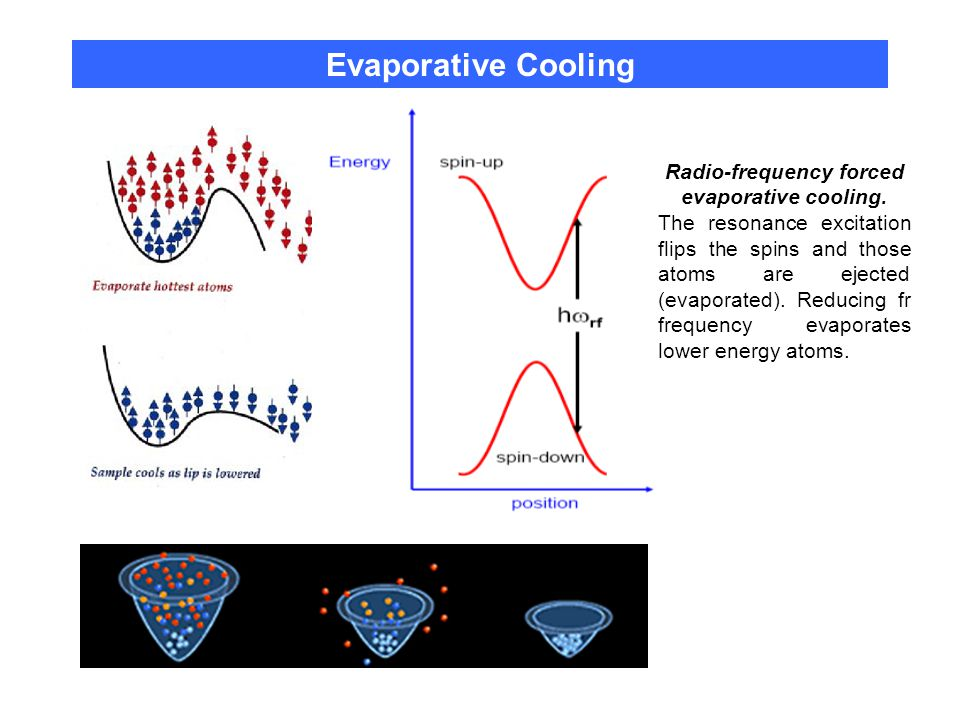 Evaporative Cooling
Energy
spin-up
hωrf
spin-down
position
Evaporate hottest atoms
Sample cools as lip is lowered
Radio-frequency forced
evaporative cooling.
The resonance excitation
flips the spins and those
atoms are ejected
(evaporated). Reducing fr
frequency evaporates
lower energy atoms.